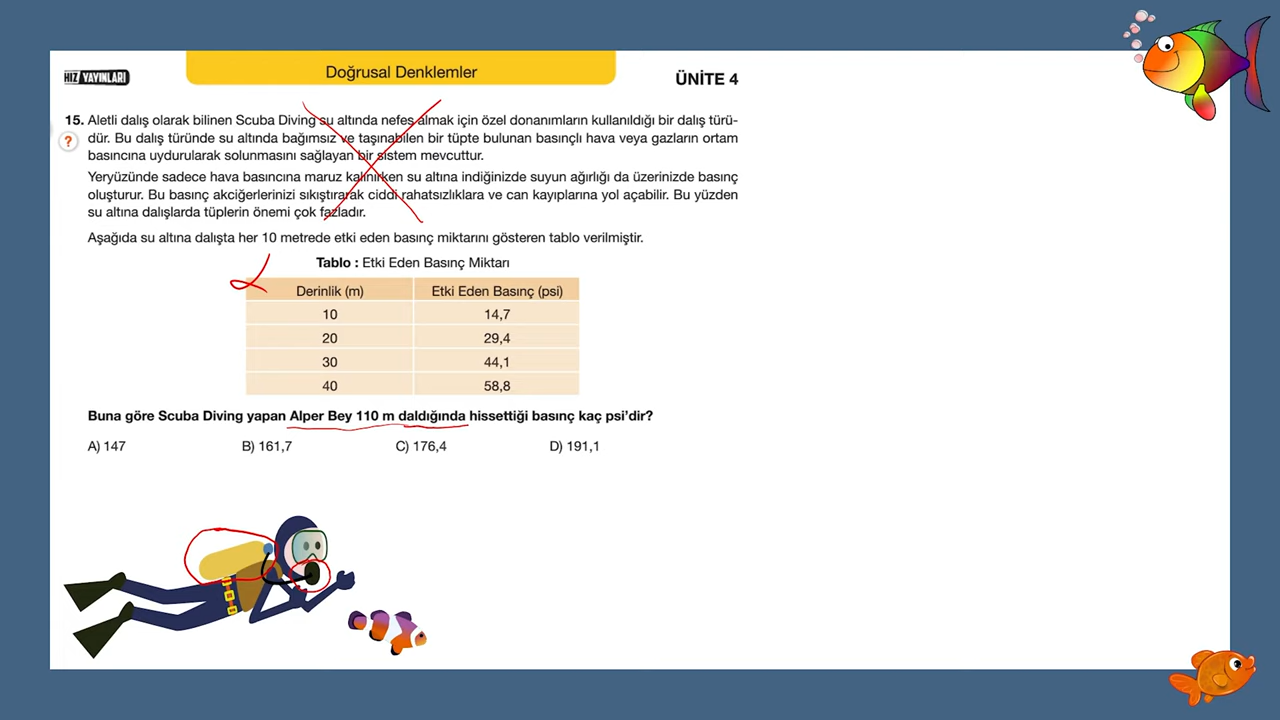 Doğrusal Denklemler
HIZ YAYINLARI
ÜNİTE 4
15. Aletli dalış olarak bilinen Scuba Diving su altında nefes almak için özel donanımların kullanıldığı bir dalış türü-
dür. Bu dalış türünde su altında bağımsız ve taşınabilen bir tüpte bulunan basınçlı hava veya gazların ortam
?
basıncına uydurularak solunmasını sağlayan bir sistem mevcuttur.
Yeryüzünde sadece hava basıncına maruz kalınırken su altına indiğinizde suyun ağırlığı da üzerinizde basınç
oluşturur. Bu basınç akciğerlerinizi sıkıştırarak ciddi rahatsızlıklara ve can kayıplarına yol açabilir. Bu yüzden
su altına dalışlarda tüplerin önemi çok fazladır.
Aşağıda su altına dalışta her 10 metrede etki eden basınç miktarını gösteren tablo verilmiştir.
Tablo : Etki Eden Basınç Miktarı
Derinlik (m) Etki Eden Basınç (psi)
10 14,7
20 29,4
30 44,1
40 58,8
Buna göre Scuba Diving yapan Alper Bey 110 m daldığında hissettiği basınç kaç psi'dir?
A) 147 B) 161,7 C) 176,4 D) 191,1